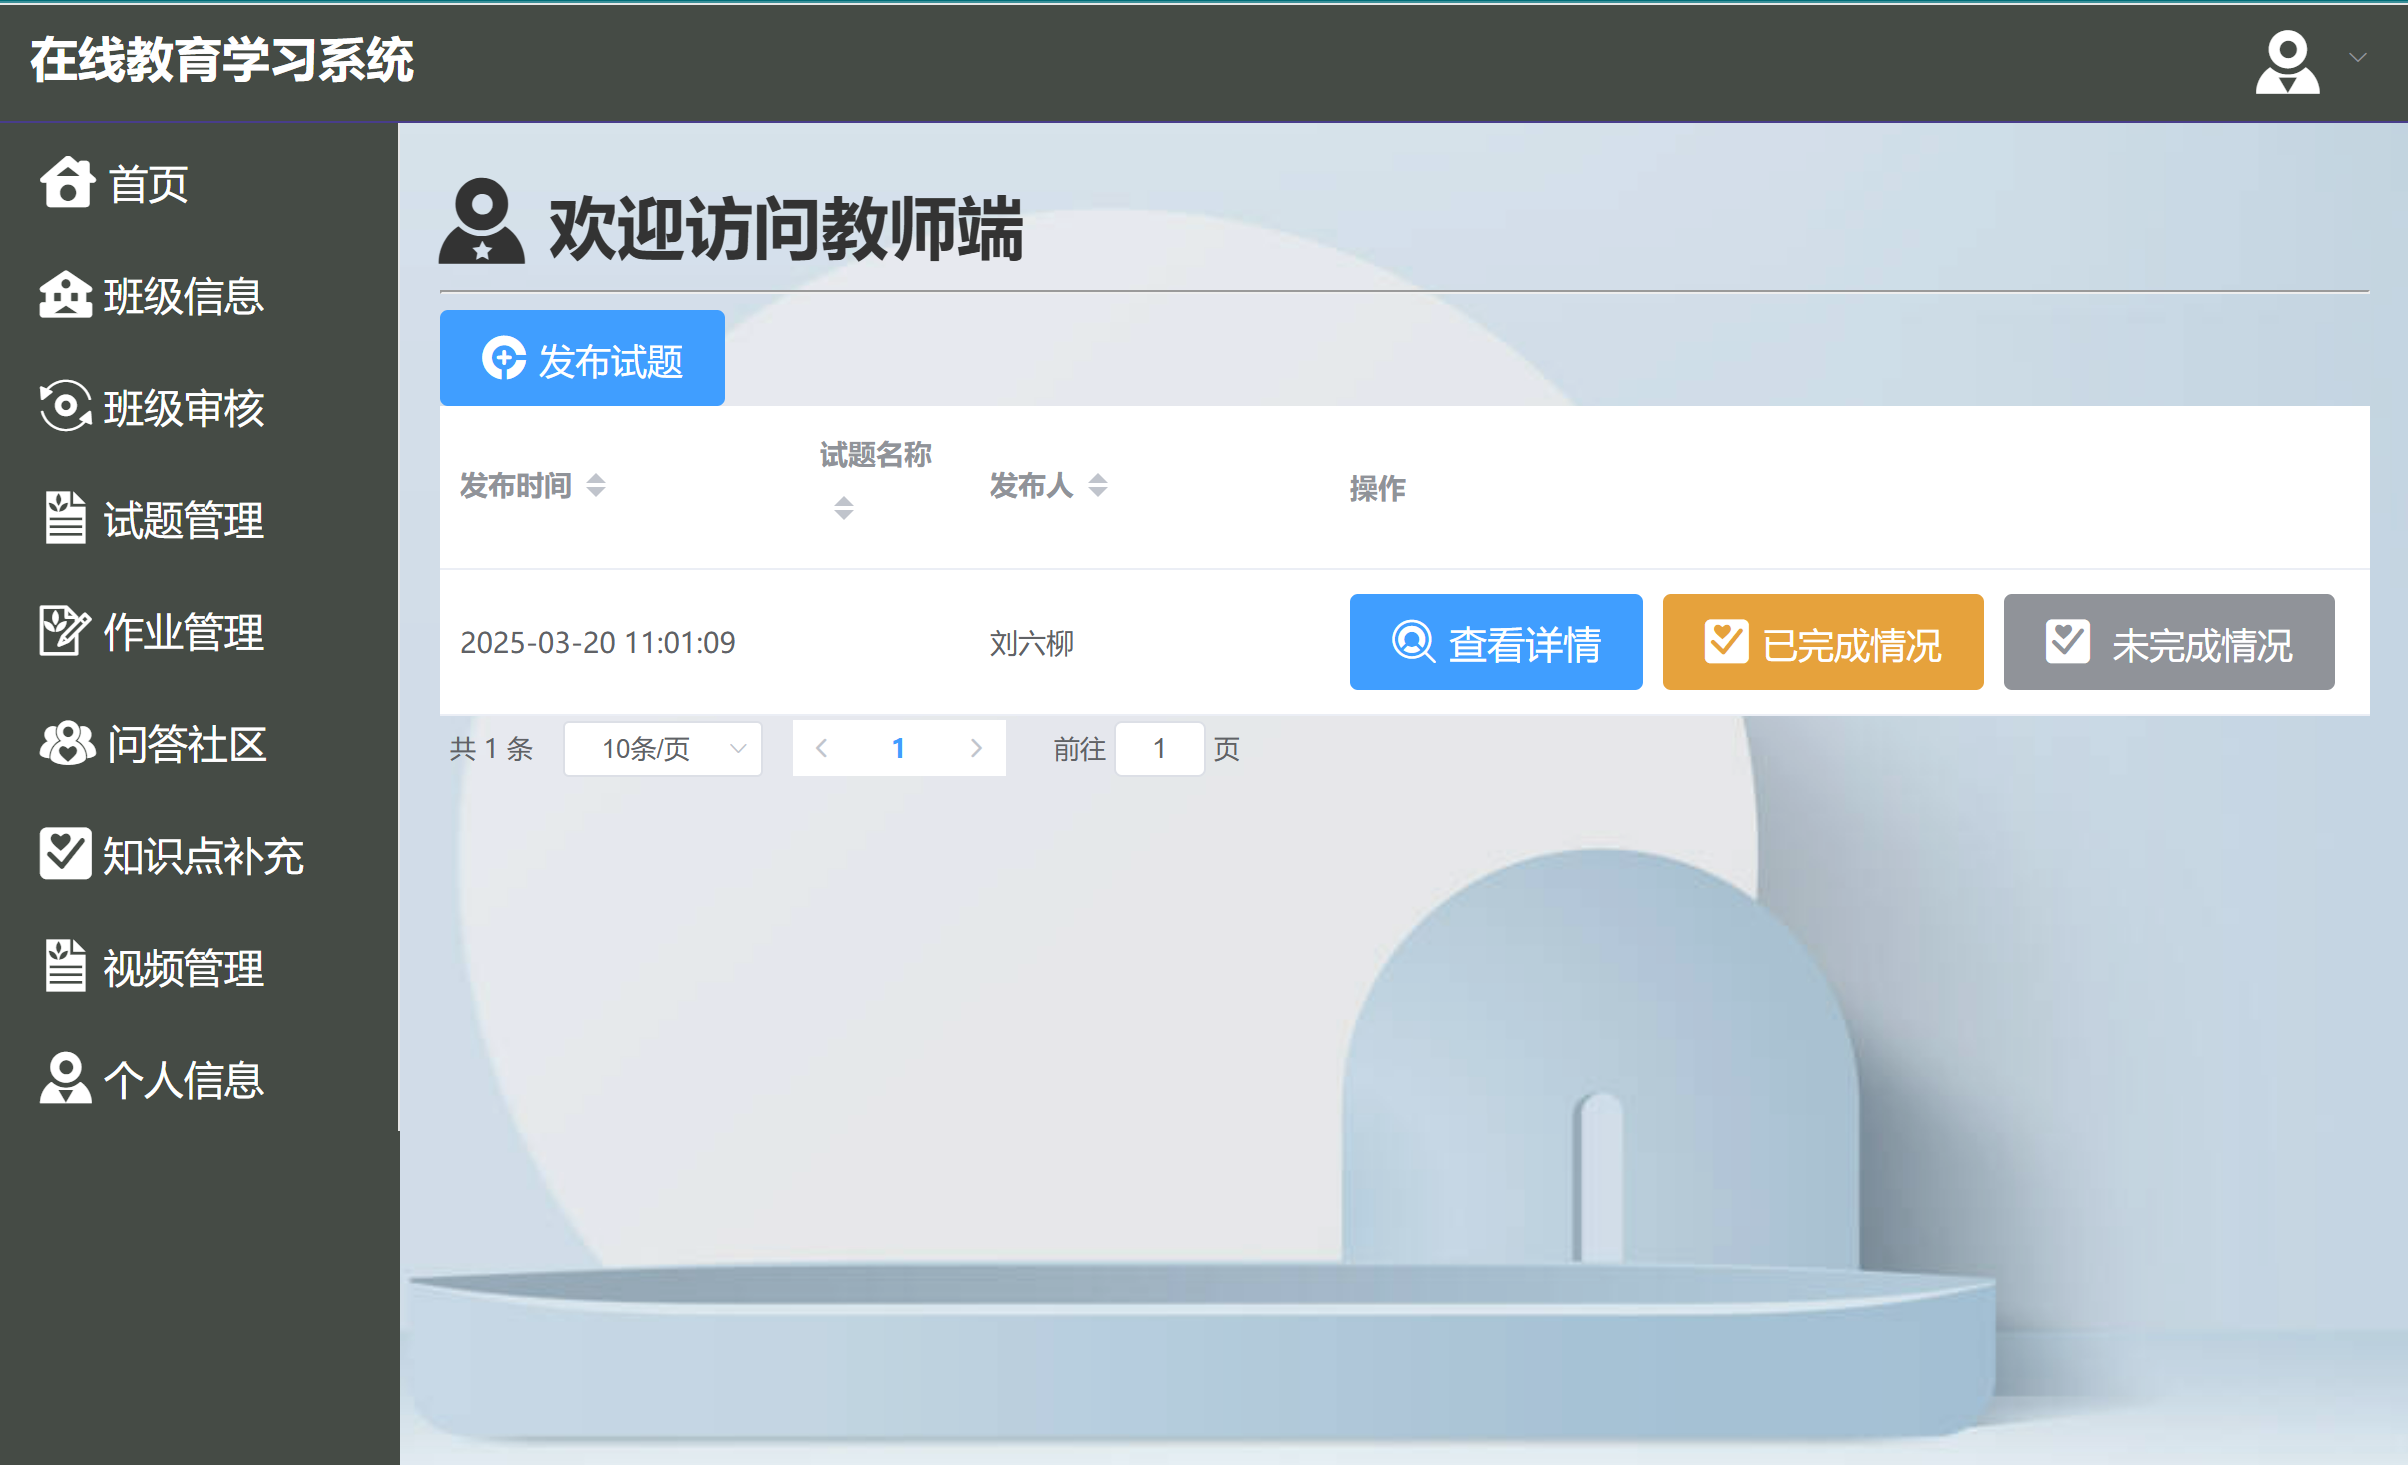 在线教育学习系统
首页
班级信息
班级审核
试题管理
作业管理
问答社区
知识点补充
视频管理
个人信息
欢迎访问教师端
发布试题
发布时间 试题名称 发布人 操作
2025-03-20 11:01:09 刘六柳 查看详情 已完成情况 未完成情况
共 1 条 10条/页 1 前往 1 页